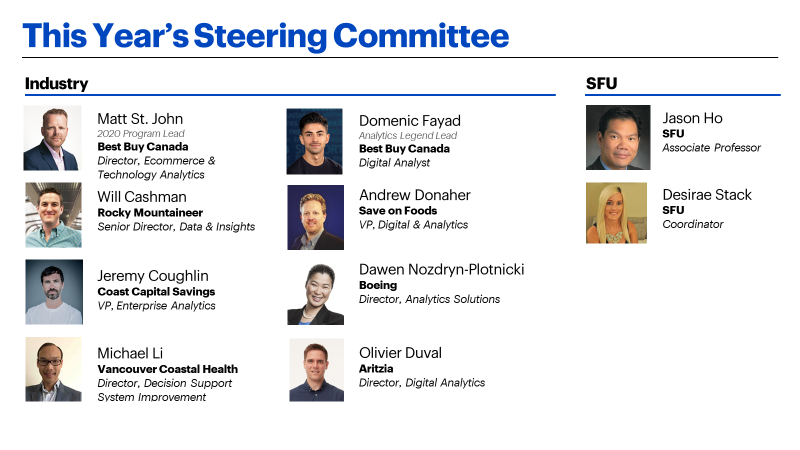 This Year's Steering Committee
Industry
Matt St. John
2020 Program Lead
Best Buy Canada
Director, Ecommerce &
Technology Analytics
Will Cashman
Rocky Mountaineer
Senior Director, Data & Insights
Jeremy Coughlin
Coast Capital Savings
VP, Enterprise Analytics
Michael Li
Vancouver Coastal Health
Director, Decision Support
System Improvement
Domenic Fayad
Analytics Legend Lead
Best Buy Canada
Digital Analyst
Andrew Donaher
Save on Foods
VP, Digital & Analytics
Dawen Nozdryn-Plotnicki
Boeing
Director, Analytics Solutions
Olivier Duval
Aritzia
Director, Digital Analytics
SFU
Jason Ho
SFU
Associate Professor
Desirae Stack
SFU
Coordinator